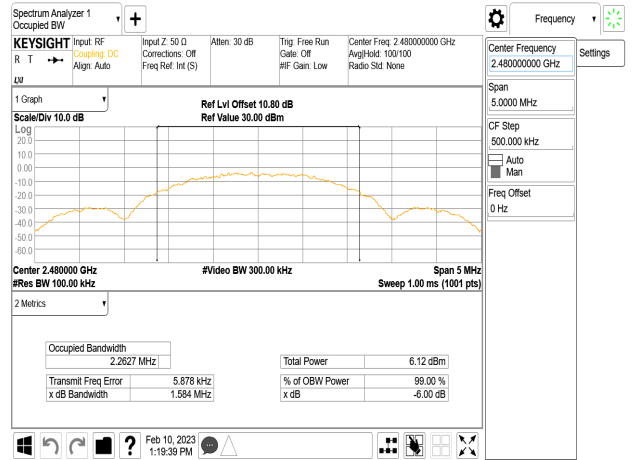 Spectrum Analyzer 1
Occupied BW
Frequency
KEYSIGHT
R T
LXI
Input: RF
Coupling: DC
Align: Auto
Input Z: 50 Ω
Corrections: Off
Freq Ref: Int (S)
Atten: 30 dB
Trig: Free Run
Gate: Off
#IF Gain: Low
Center Freq: 2.480000000 GHz
Avg|Hold: 100/100
Radio Std: None
Center Frequency
2.480000000 GHz
Settings
Span
5.0000 MHz
CF Step
500.000 kHz
Auto
Man
Freq Offset
0 Hz
1 Graph
Scale/Div 10.0 dB
Ref Lvl Offset 10.80 dB
Ref Value 30.00 dBm
Log
20.0
10.0
0.00
-10.0
-20.0
-30.0
-40.0
-50.0
-60.0
Center 2.480000 GHz
#Video BW 300.00 kHz
Span 5 MHz
#Res BW 100.00 kHz
Sweep 1.00 ms (1001 pts)
2 Metrics
Occupied Bandwidth
2.2627 MHz
Total Power 6.12 dBm
Transmit Freq Error 5.878 kHz
% of OBW Power 99.00 %
x dB Bandwidth 1.584 MHz
x dB -6.00 dB
Feb 10, 2023
1:19:39 PM